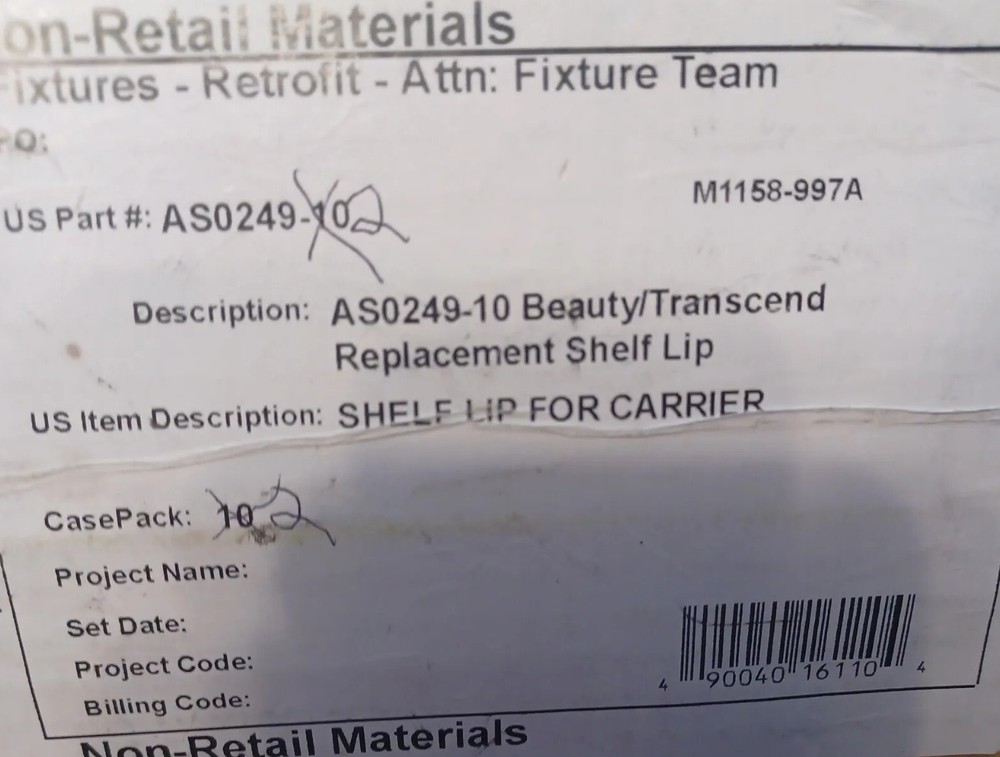 on-Retail Materials
ixtures - Retrofit - Attn: Fixture Team
O:
US Part #: AS0249-10 2
M1158-997A
Description: AS0249-10 Beauty/Transcend
Replacement Shelf Lip
US Item Description: SHELF LIP FOR CARRIER
CasePack: 10 2
Project Name:
Set Date:
Project Code:
Billing Code:
4 90040 16110 4
Non-Retail Materials